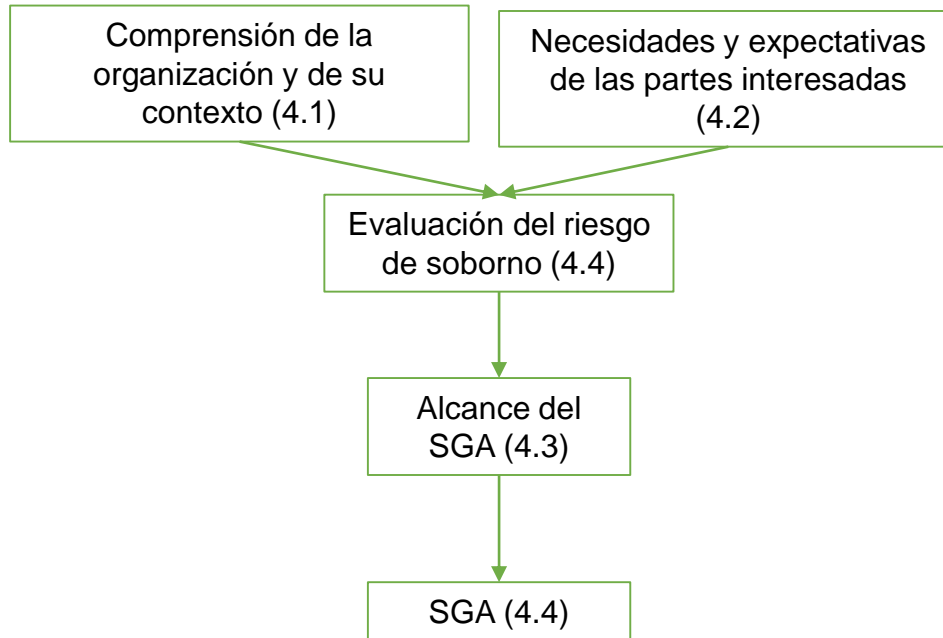 Comprensión de la
organización y de su
contexto (4.1)
Necesidades y expectativas
de las partes interesadas
(4.2)
Evaluación del riesgo
de soborno (4.4)
Alcance del
SGA (4.3)
SGA (4.4)